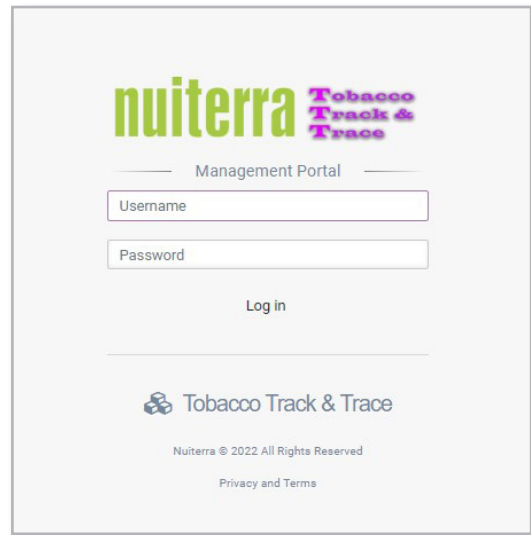 nuiterra Tobacco
Track &
Trace
Management Portal
Username
Password
Log in
Tobacco Track & Trace
Nuiterra © 2022 All Rights Reserved
Privacy and Terms